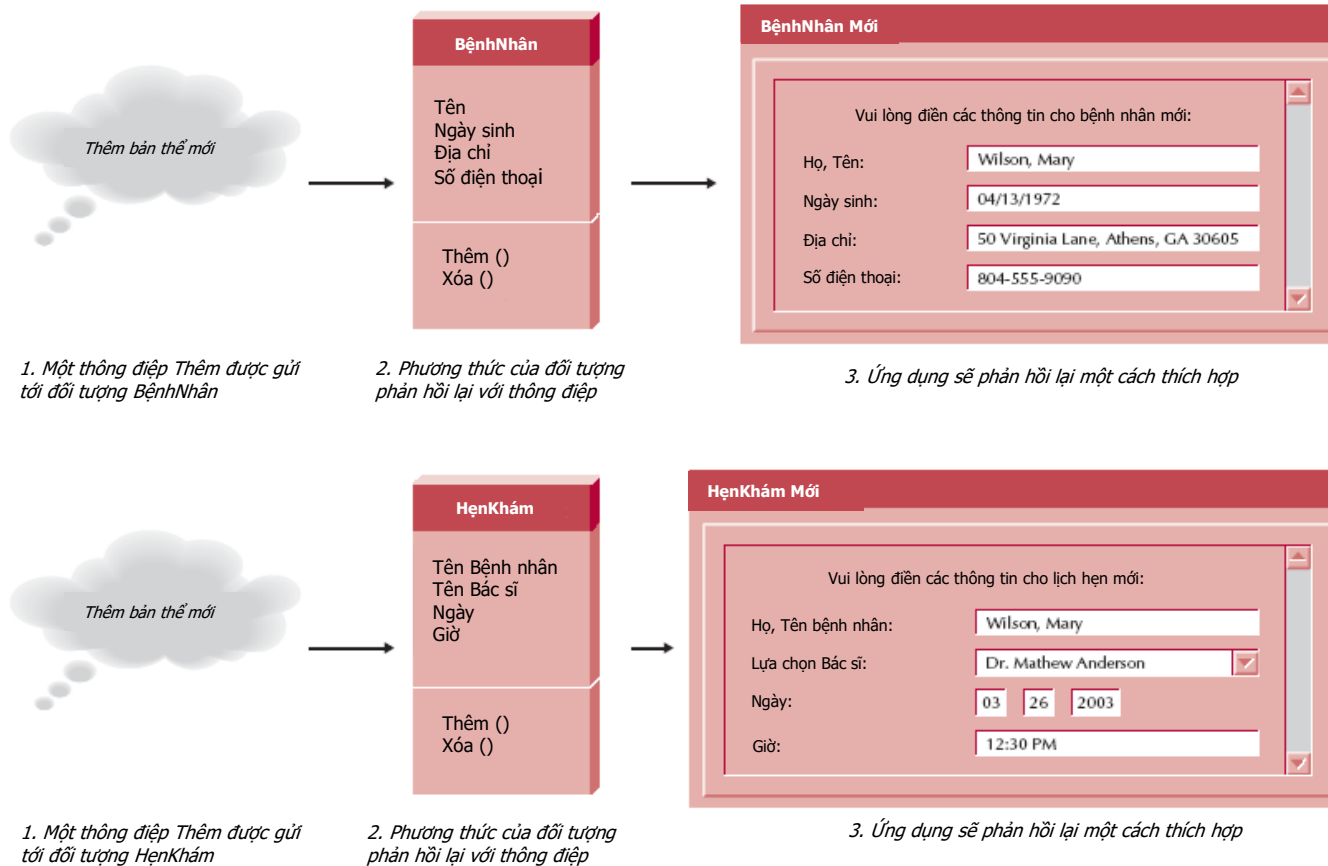 Thêm bản thể mới
BệnhNhân
Tên
Ngày sinh
Địa chỉ
Số điện thoại
Thêm ()
Xóa ()
BệnhNhân Mới
Vui lòng điền các thông tin cho bệnh nhân mới:
Họ, Tên: Wilson, Mary
Ngày sinh: 04/13/1972
Địa chỉ: 50 Virginia Lane, Athens, GA 30605
Số điện thoại: 804-555-9090
1. Một thông điệp Thêm được gửi
tới đối tượng BệnhNhân
2. Phương thức của đối tượng
phản hồi lại với thông điệp
3. Ứng dụng sẽ phản hồi lại một cách thích hợp
Thêm bản thể mới
HẹnKhám
Tên Bệnh nhân
Tên Bác sĩ
Ngày
Giờ
Thêm ()
Xóa ()
HẹnKhám Mới
Vui lòng điền các thông tin cho lịch hẹn mới:
Họ, Tên bệnh nhân: Wilson, Mary
Lựa chọn Bác sĩ: Dr. Mathew Anderson
Ngày: 03 26 2003
Giờ: 12:30 PM
1. Một thông điệp Thêm được gửi
tới đối tượng HẹnKhám
2. Phương thức của đối tượng
phản hồi lại với thông điệp
3. Ứng dụng sẽ phản hồi lại một cách thích hợp